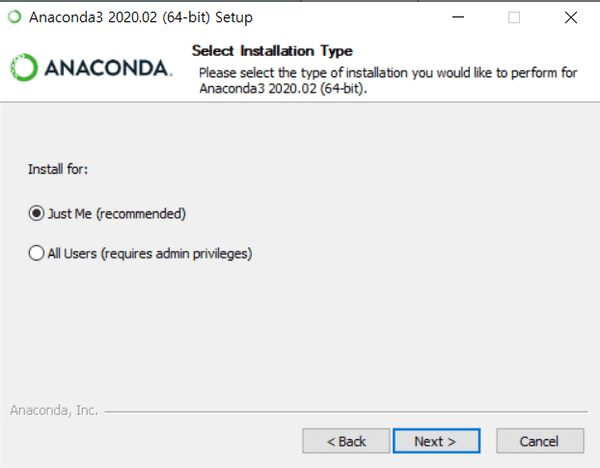 Anaconda3 2020.02 (64-bit) Setup
ANACONDA.
Select Installation Type
Please select the type of installation you would like to perform for
Anaconda3 2020.02 (64-bit).
Install for:
Just Me (recommended)
All Users (requires admin privileges)
Anaconda, Inc.
< Back
Next >
Cancel